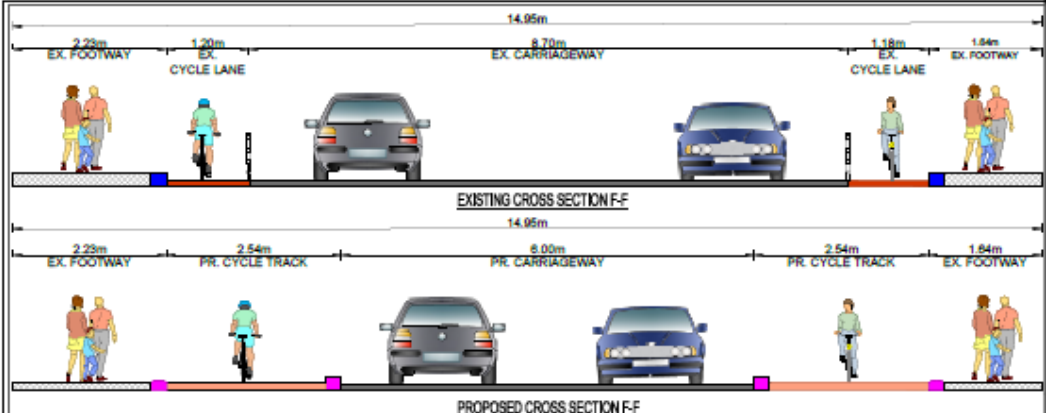 14.95m
2.23m 1.20m 8.70m 1.18m 1.64m
EX. FOOTWAY EX. EX. CARRIAGEWAY EX. EX. FOOTWAY
CYCLE LANE CYCLE LANE
EXISTING CROSS SECTION F-F
14.95m
2.23m 2.54m 6.00m 2.54m 1.64m
EX. FOOTWAY PR. CYCLE TRACK PR. CARRIAGEWAY PR. CYCLE TRACK EX. FOOTWAY
PROPOSED CROSS SECTION F-F